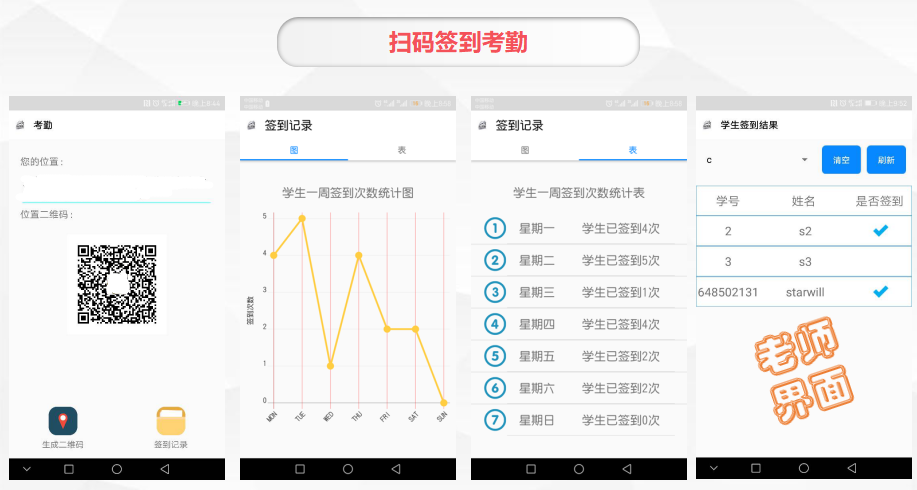 扫码签到考勤
考勤
您的位置：
位置二维码：
生成二维码
签到记录
签到记录
图
表
学生一周签到次数统计图
签到次数
5
4
3
2
1
0
MON
TUE
WED
THU
FRI
SAT
SUN
签到记录
图
表
学生一周签到次数统计表
1 星期一 学生已签到4次
2 星期二 学生已签到5次
3 星期三 学生已签到1次
4 星期四 学生已签到4次
5 星期五 学生已签到2次
6 星期六 学生已签到2次
7 星期日 学生已签到0次
学生签到结果
c
清空
刷新
学号 姓名 是否签到
2 s2
3 s3
648502131 starwill
老师
界面